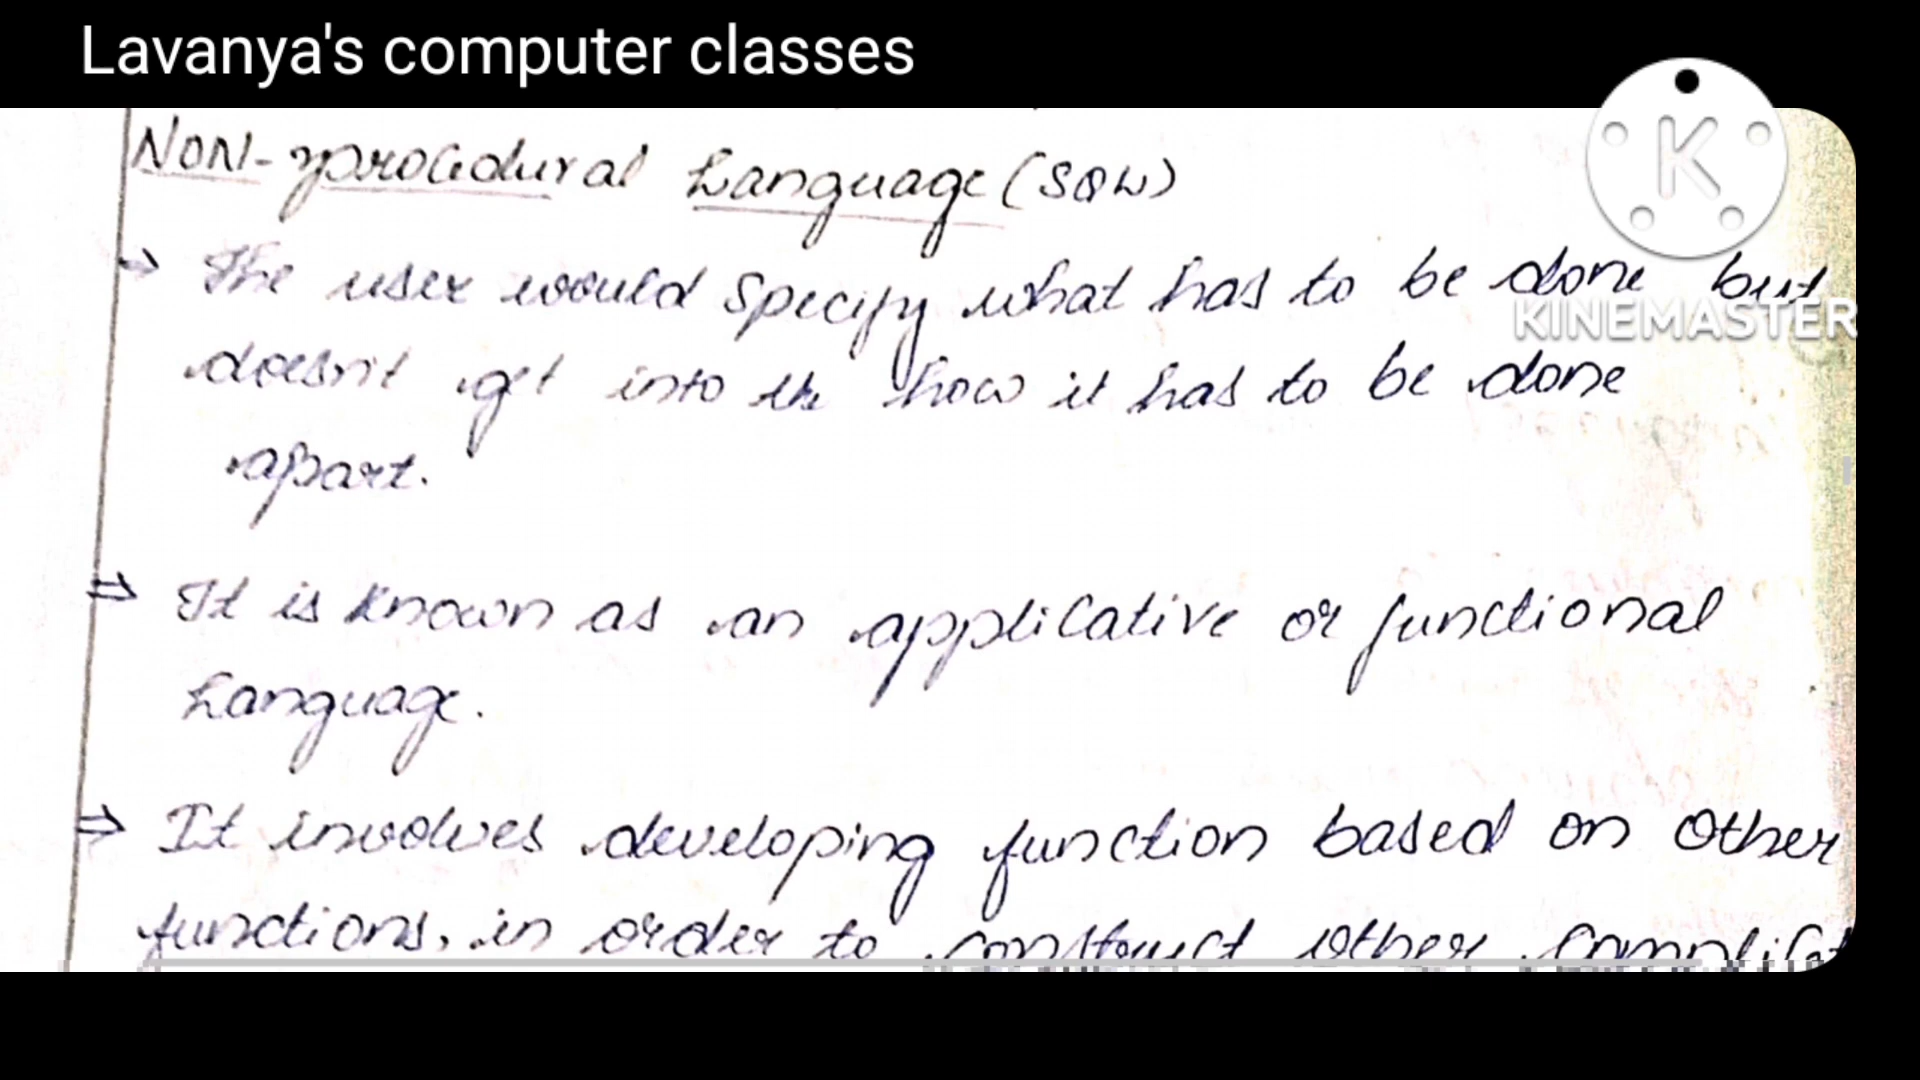 Lavanya's computer classes
K
KINEMASTER
Non-procedural Language (SQL)
→ The user would specify what has to be done but
doesn't get into the how it has to be done
apart.
⇒ It is known as an applicative or functional
Language.
⇒ It involves developing function based on other
functions, in order to construct other